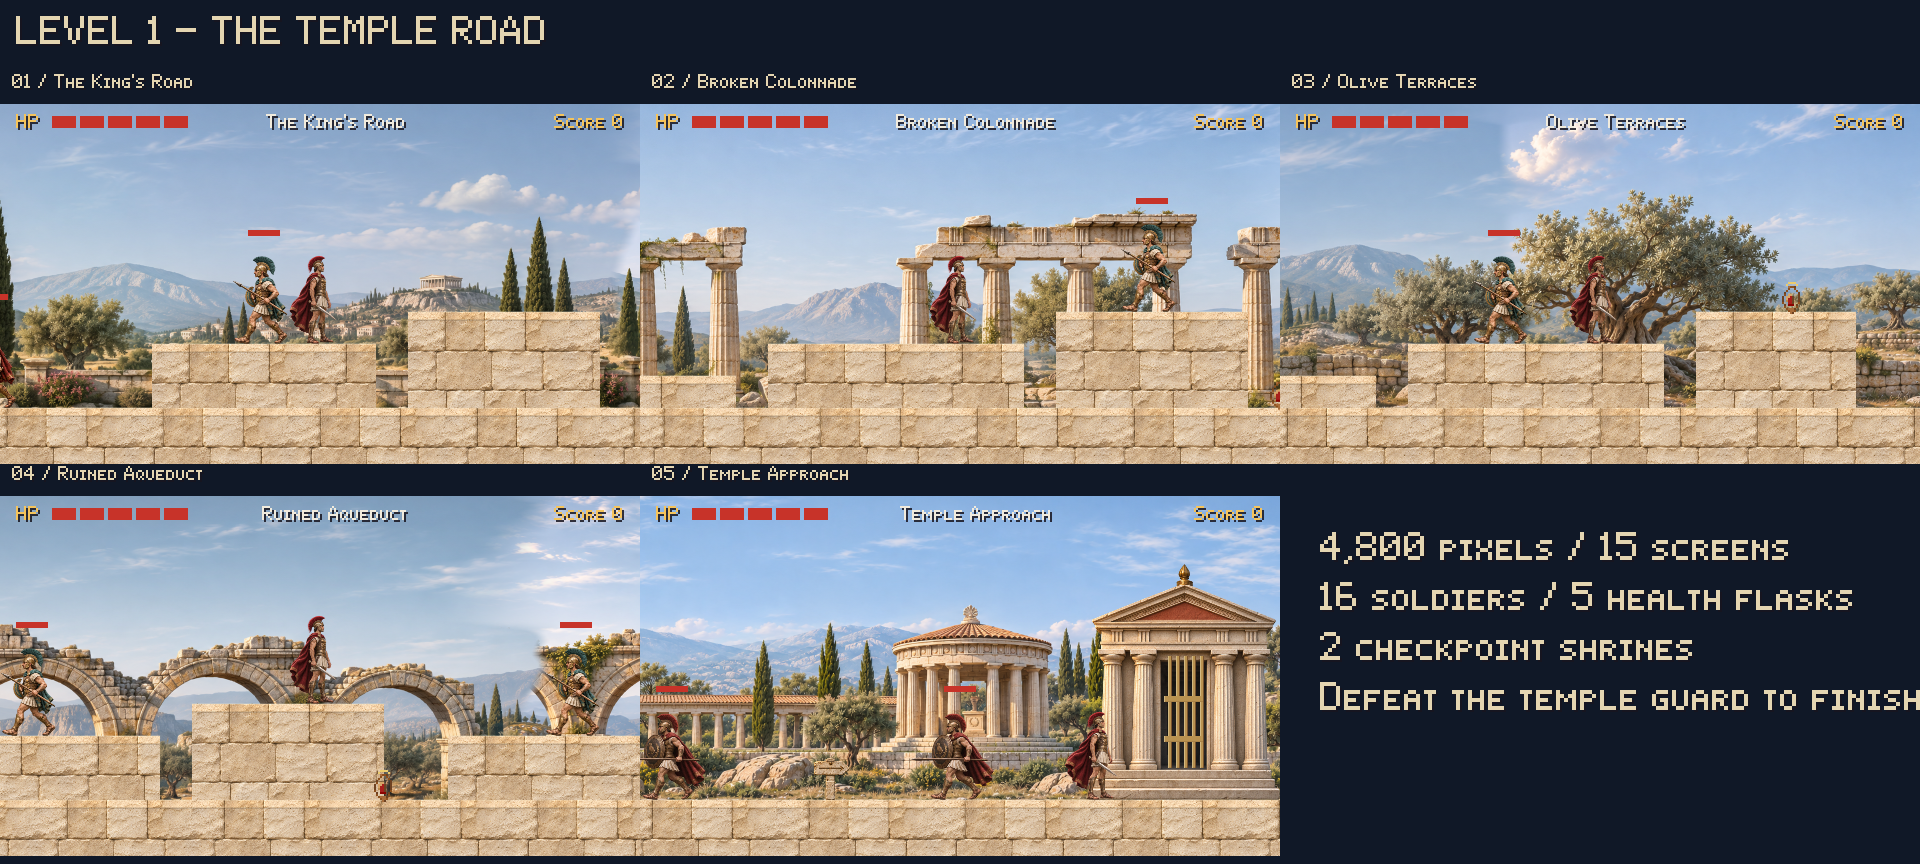 LEVEL 1 – THE TEMPLE ROAD
01 / The King's Road
02 / Broken Colonnade
03 / Olive Terraces
HP The King's Road Score 0
HP Broken Colonnade Score 0
HP Olive Terraces Score 0
04 / Ruined Aqueduct
05 / Temple Approach
HP Ruined Aqueduct Score 0
HP Temple Approach Score 0
4,800 pixels / 15 screens
16 soldiers / 5 health flasks
2 checkpoint shrines
Defeat the temple guard to finish